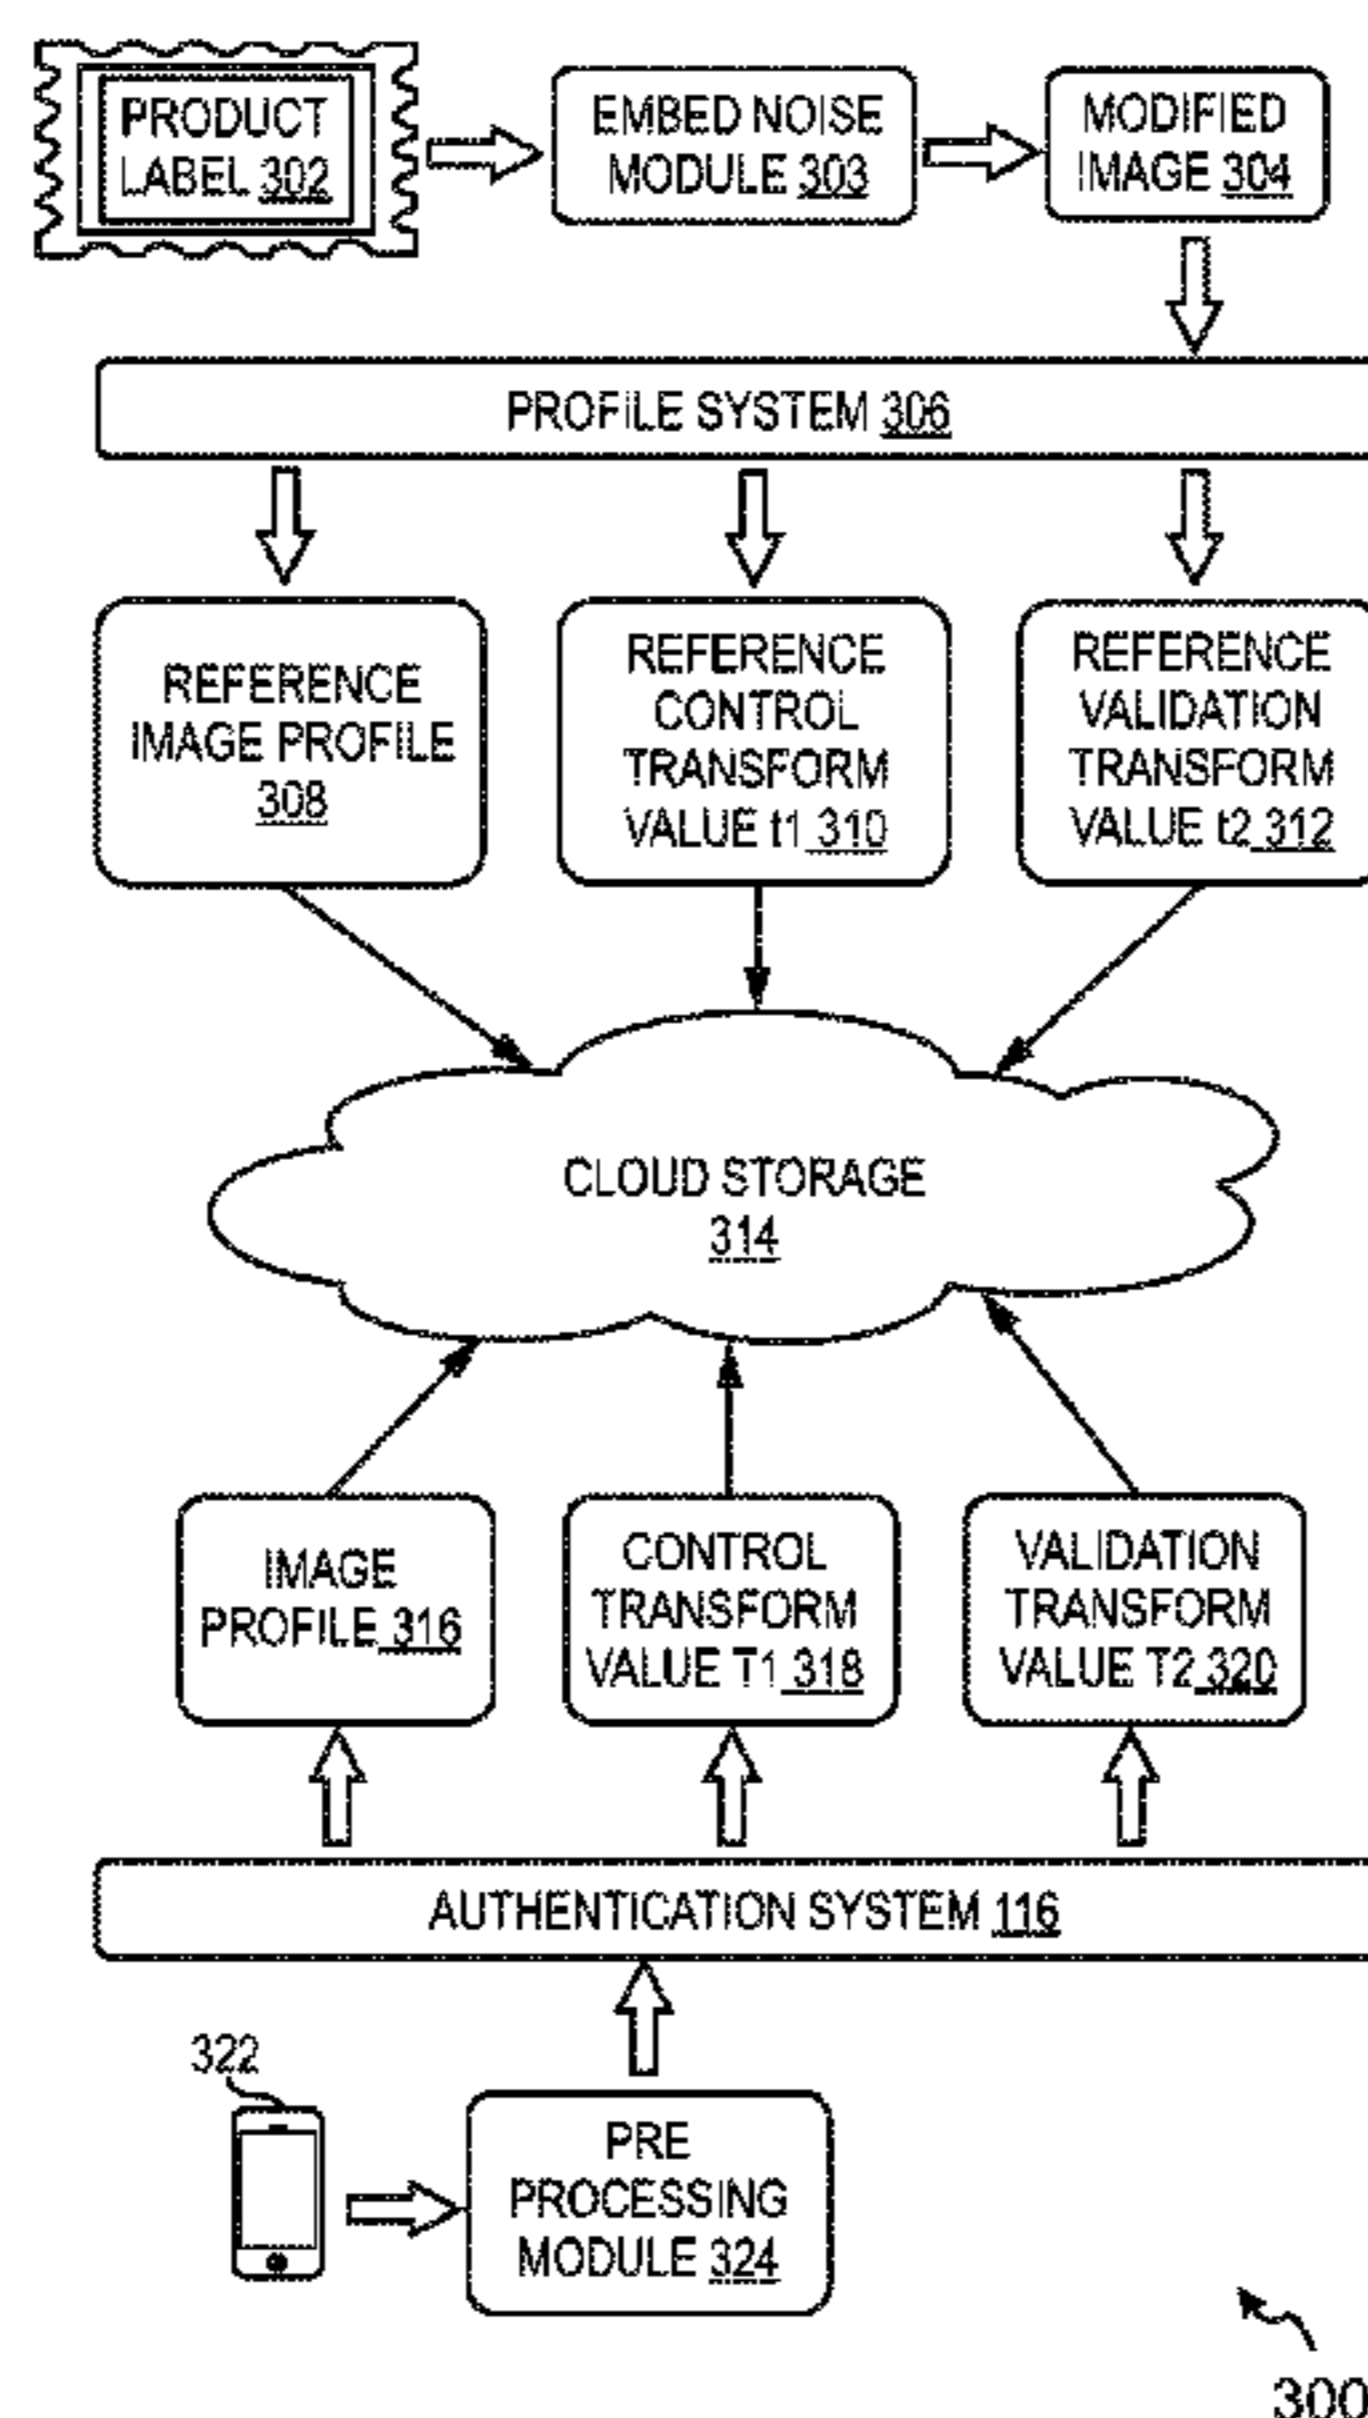 PRODUCT
LABEL 302
EMBED NOISE
MODULE 303
MODIFIED
IMAGE 304
PROFILE SYSTEM 306
REFERENCE
IMAGE PROFILE
308
REFERENCE
CONTROL
TRANSFORM
VALUE t1 310
REFERENCE
VALIDATION
TRANSFORM
VALUE t2 312
CLOUD STORAGE
314
IMAGE
PROFILE 316
CONTROL
TRANSFORM
VALUE T1 318
VALIDATION
TRANSFORM
VALUE T2 320
AUTHENTICATION SYSTEM 116
322
PRE
PROCESSING
MODULE 324
300